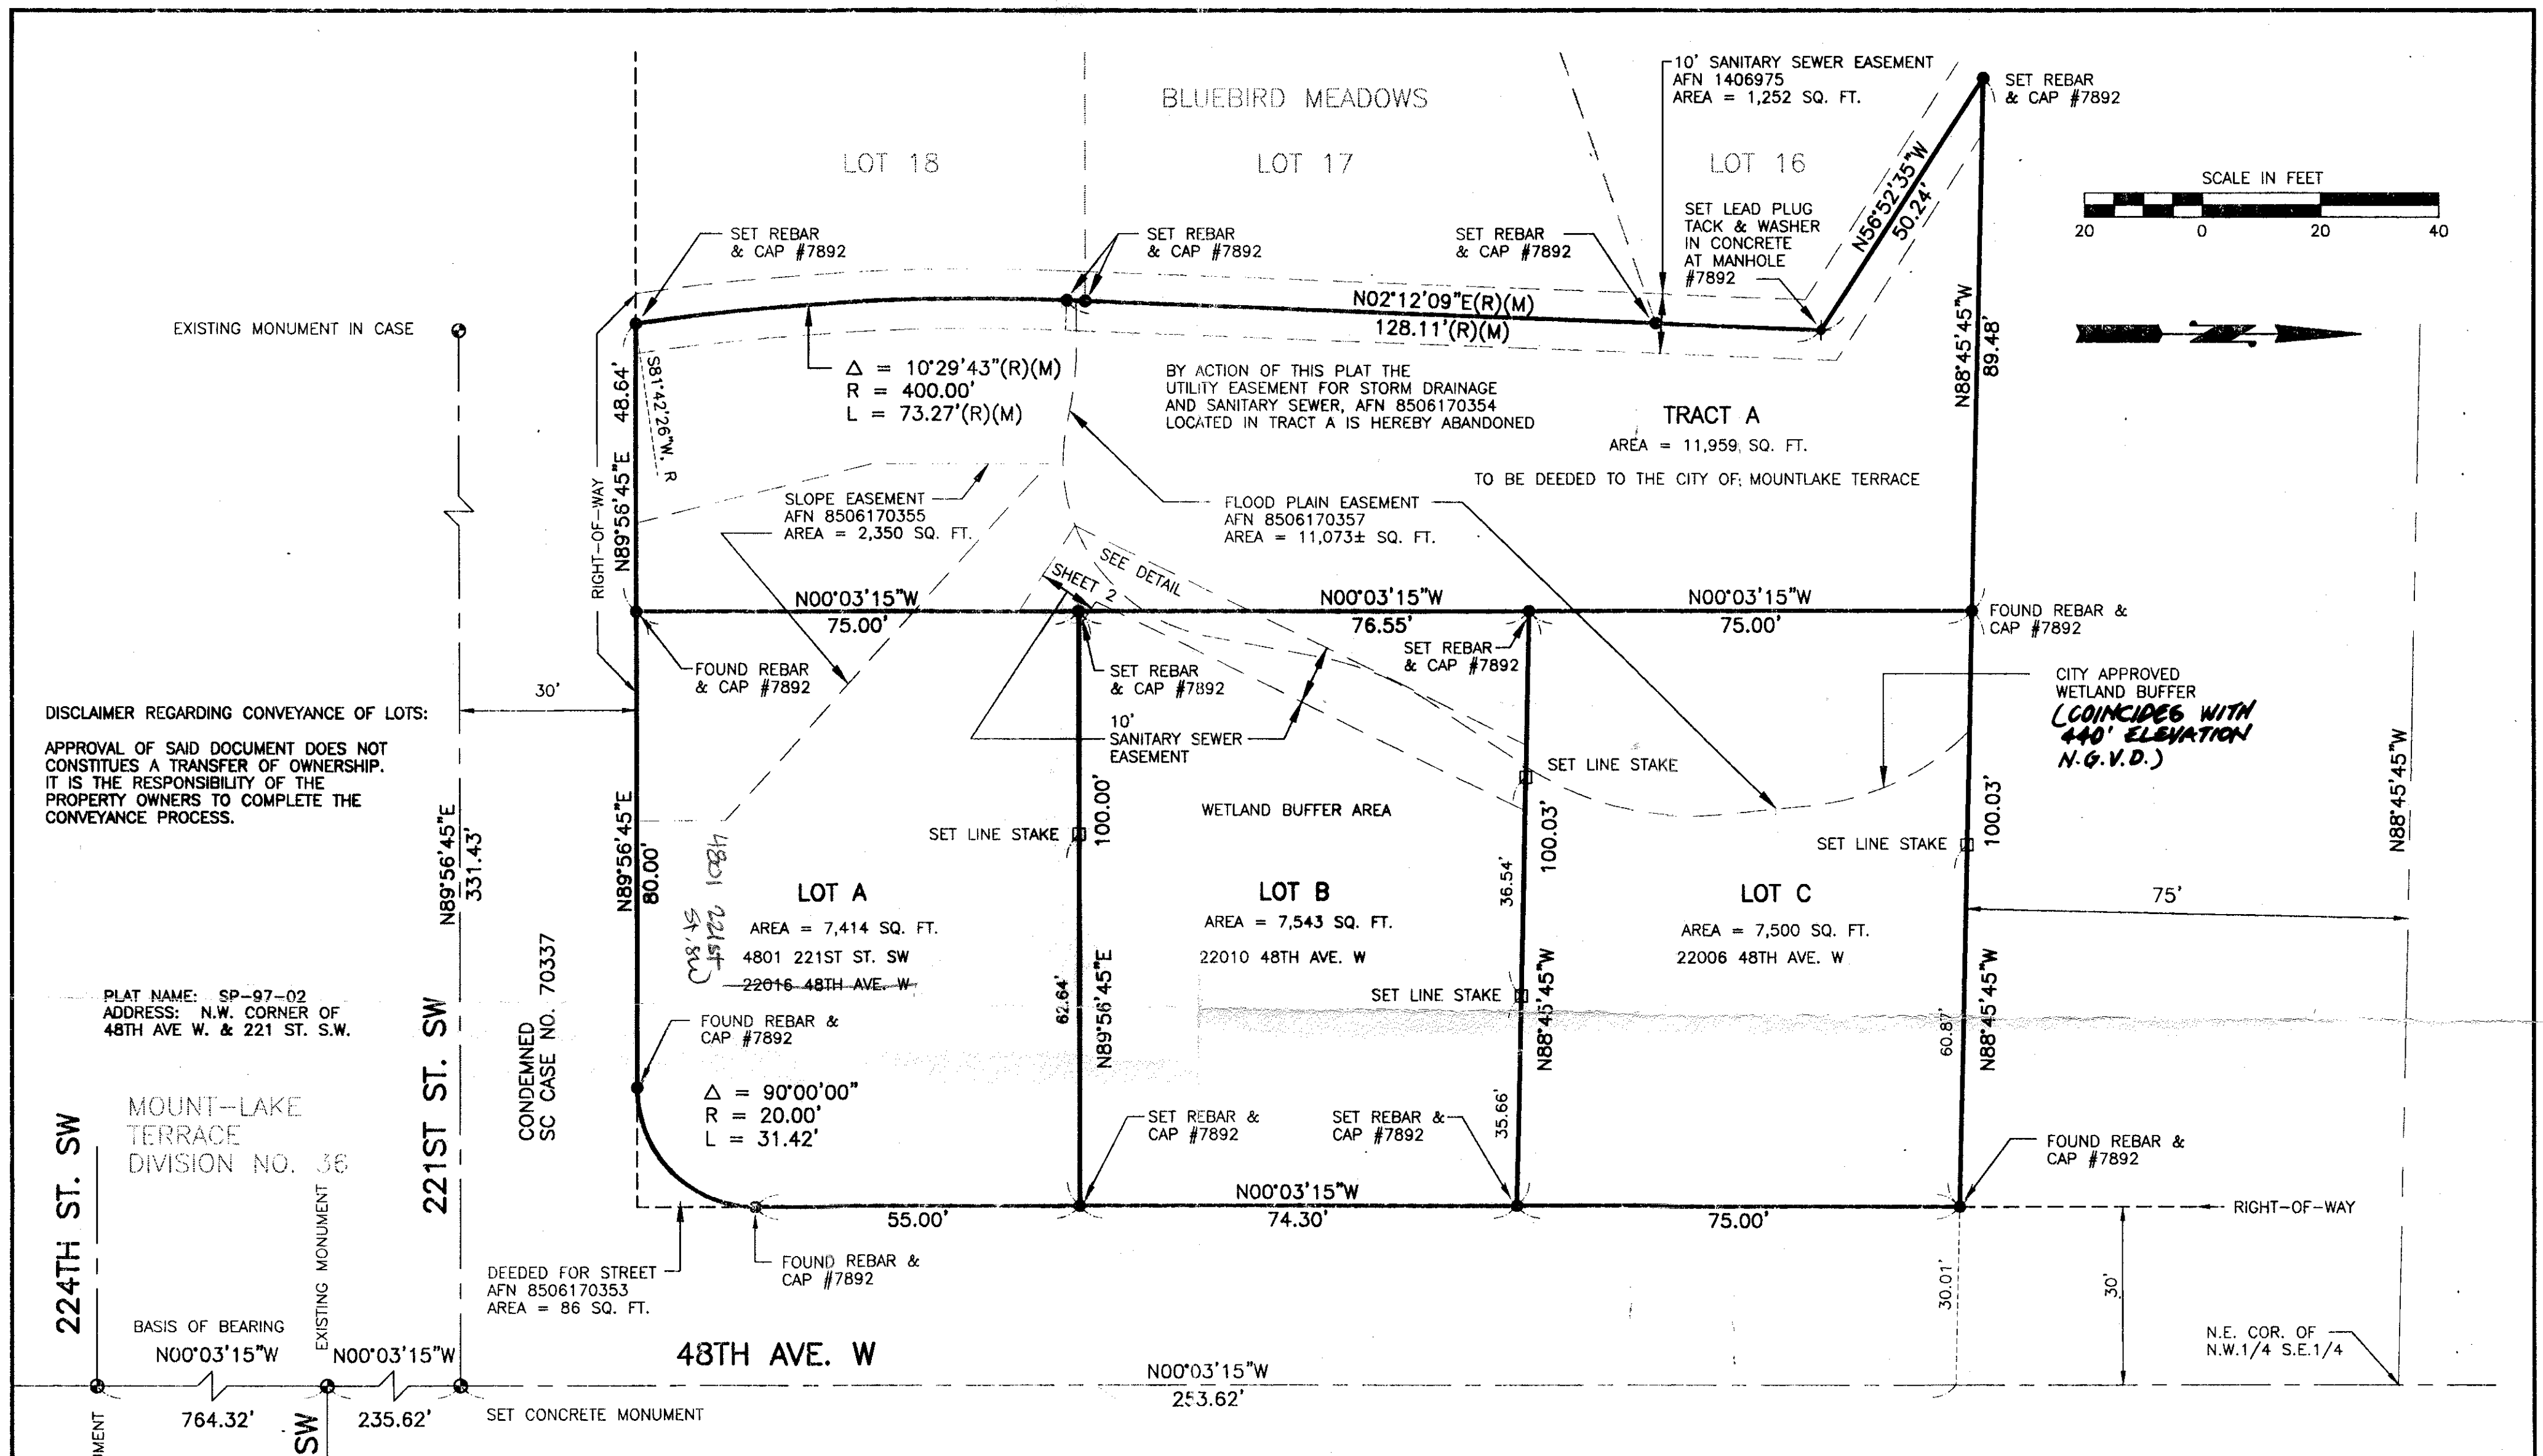 BLUEBIRD MEADOWS
LOT 18
LOT 17
LOT 16
10' SANITARY SEWER EASEMENT
AFN 1406975
AREA = 1,252 SQ. FT.
SET REBAR
& CAP #7892
N56°52'35"W
50.24'
SCALE IN FEET
20 0 20 40
SET LEAD PLUG
TACK & WASHER
IN CONCRETE
AT MANHOLE
#7892
SET REBAR
& CAP #7892
SET REBAR
& CAP #7892
SET REBAR
& CAP #7892
EXISTING MONUMENT IN CASE
N02°12'09"E(R)(M)
128.11'(R)(M)
N88°45'45"W
89.48'
N
RIGHT-OF-WAY
N89°56'45"E 48.64'
S81°42'26"W, R
Δ = 10°29'43"(R)(M)
R = 400.00'
L = 73.27'(R)(M)
BY ACTION OF THIS PLAT THE
UTILITY EASEMENT FOR STORM DRAINAGE
AND SANITARY SEWER, AFN 8506170354
LOCATED IN TRACT A IS HEREBY ABANDONED
TRACT A
AREA = 11,959 SQ. FT.
TO BE DEEDED TO THE CITY OF MOUNTLAKE TERRACE
SLOPE EASEMENT
AFN 8506170355
AREA = 2,350 SQ. FT.
FLOOD PLAIN EASEMENT
AFN 8506170357
AREA = 11,073± SQ. FT.
SEE DETAIL
SHEET 2
N00°03'15"W
75.00'
N00°03'15"W
76.55'
N00°03'15"W
75.00'
FOUND REBAR &
CAP #7892
FOUND REBAR
& CAP #7892
SET REBAR
& CAP #7892
SET REBAR
& CAP #7892
30'
10'
SANITARY SEWER
EASEMENT
CITY APPROVED
WETLAND BUFFER
(COINCIDES WITH
440' ELEVATION
N.G.V.D.)
DISCLAIMER REGARDING CONVEYANCE OF LOTS:
APPROVAL OF SAID DOCUMENT DOES NOT
CONSTITUES A TRANSFER OF OWNERSHIP.
IT IS THE RESPONSIBILITY OF THE
PROPERTY OWNERS TO COMPLETE THE
CONVEYANCE PROCESS.
N89°56'45"E
331.43'
N89°56'45"E
80.00'
4801 221st
St. SW
SET LINE STAKE
100.00'
WETLAND BUFFER AREA
SET LINE STAKE
100.03'
36.54'
SET LINE STAKE
100.03'
N88°45'45"W
75'
LOT A
AREA = 7,414 SQ. FT.
4801 221ST ST. SW
22016 48TH AVE. W
LOT B
AREA = 7,543 SQ. FT.
22010 48TH AVE. W
LOT C
AREA = 7,500 SQ. FT.
22006 48TH AVE. W
PLAT NAME: SP-97-02
ADDRESS: N.W. CORNER OF
48TH AVE W. & 221 ST. S.W.
CONDEMNED
SC CASE NO. 70337
FOUND REBAR &
CAP #7892
62.64'
N89°56'45"E
SET LINE STAKE
N88°45'45"W
60.87'
N88°45'45"W
MOUNT-LAKE
TERRACE
DIVISION NO. 36
224TH ST. SW
221ST ST. SW
Δ = 90°00'00"
R = 20.00'
L = 31.42'
SET REBAR &
CAP #7892
SET REBAR &
CAP #7892
35.66'
FOUND REBAR &
CAP #7892
55.00'
N00°03'15"W
74.30'
75.00'
RIGHT-OF-WAY
FOUND REBAR &
CAP #7892
DEEDED FOR STREET
AFN 8506170353
AREA = 86 SQ. FT.
30.01'
30'
EXISTING MONUMENT
BASIS OF BEARING
N00°03'15"W
N00°03'15"W
48TH AVE. W
N.E. COR. OF
N.W.1/4 S.E.1/4
N00°03'15"W
253.62'
764.32'
235.62'
SET CONCRETE MONUMENT
UMENT
SW